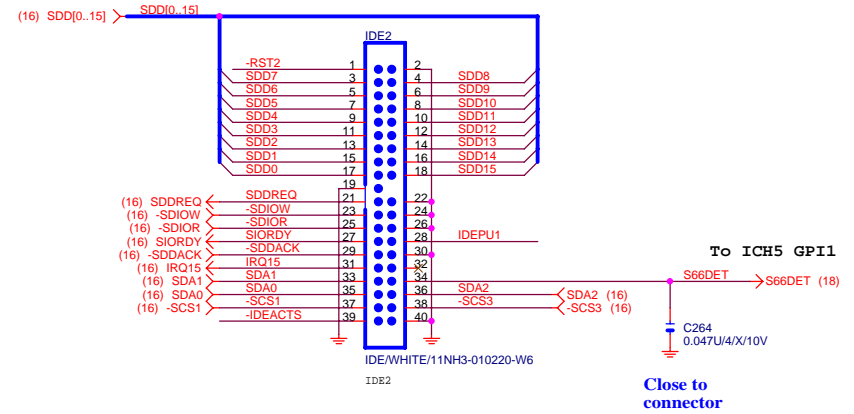 (16) SDD[0..15] SDD[0..15]
IDE2
-RST2 1 2
SDD7 3 4 SDD8
SDD6 5 6 SDD9
SDD5 7 8 SDD10
SDD4 9 10 SDD11
SDD3 11 12 SDD12
SDD2 13 14 SDD13
SDD1 15 16 SDD14
SDD0 17 18 SDD15
19
(16) SDDREQ SDDREQ 21 22
(16) -SDIOW -SDIOW 23 24
(16) -SDIOR -SDIOR 25 26
(16) SIORDY SIORDY 27 28 IDEPU1
(16) -SDDACK -SDDACK 29 30
(16) IRQ15 IRQ15 31 32
(16) SDA1 SDA1 33 34 S66DET S66DET (18)
(16) SDA0 SDA0 35 36 SDA2 SDA2 (16)
(16) -SCS1 -SCS1 37 38 -SCS3 -SCS3 (16)
-IDEACTS 39 40
To ICH5 GPI1
C264
0.047U/4/X/10V
IDE/WHITE/11NH3-010220-W6
IDE2
Close to
connector